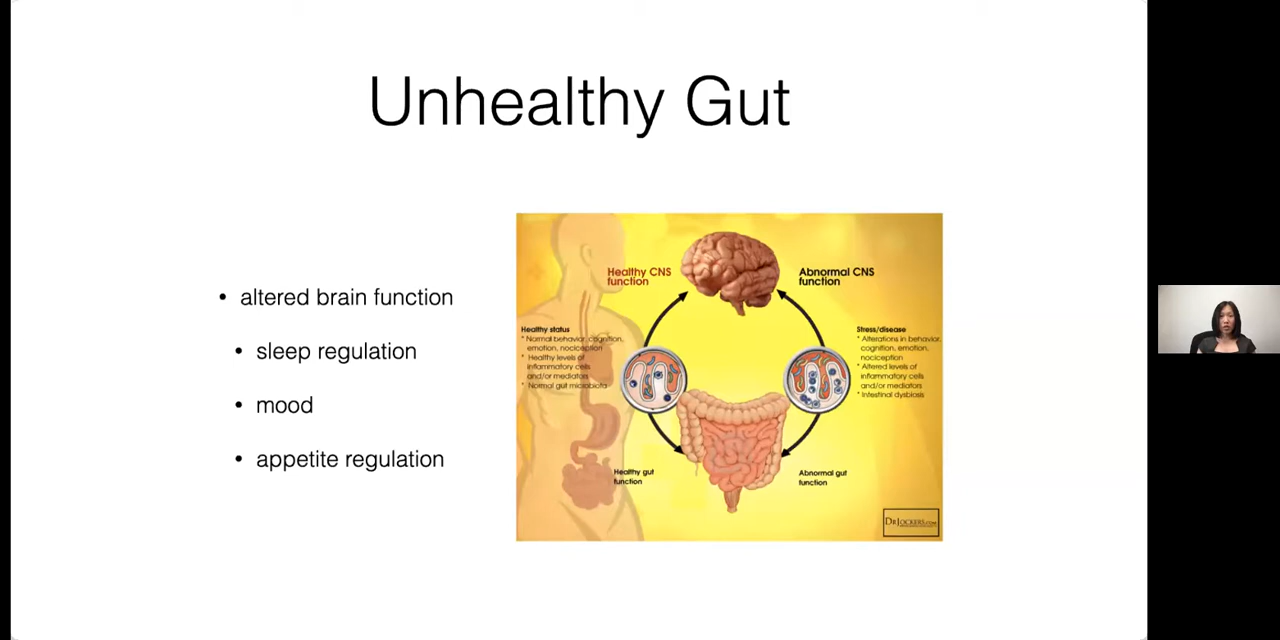 Unhealthy Gut
• altered brain function
• sleep regulation
• mood
• appetite regulation
Healthy CNS
function
Abnormal CNS
function
Healthy status
* Normal behavior, cognition,
emotion, nociception
* Healthy levels of
inflammatory cells
and/or mediators
* Normal gut microbiota
Stress/disease
* Alterations in behavior,
cognition, emotion,
nociception
* Altered levels of
inflammatory cells
and/or mediators
* Intestinal dysbiosis
Healthy gut
function
Abnormal gut
function
DRJOCKERS.COM